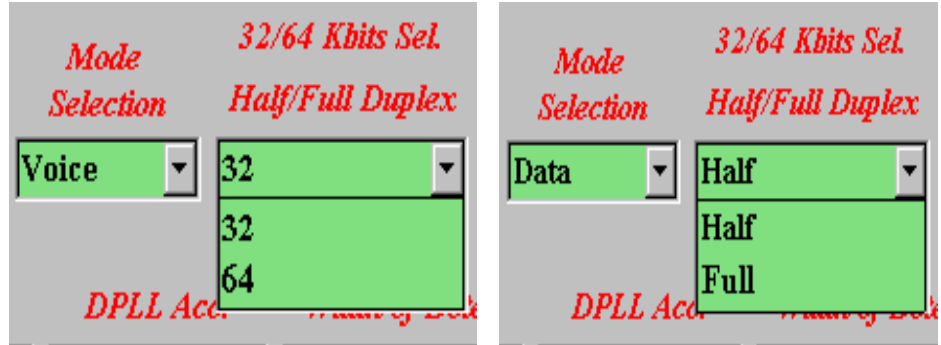 Mode
Selection
32/64 Kbits Sel.
Half/Full Duplex
Voice
32
32
64
DPLL
Mode
Selection
32/64 Kbits Sel.
Half/Full Duplex
Data
Half
Half
Full
DPLL